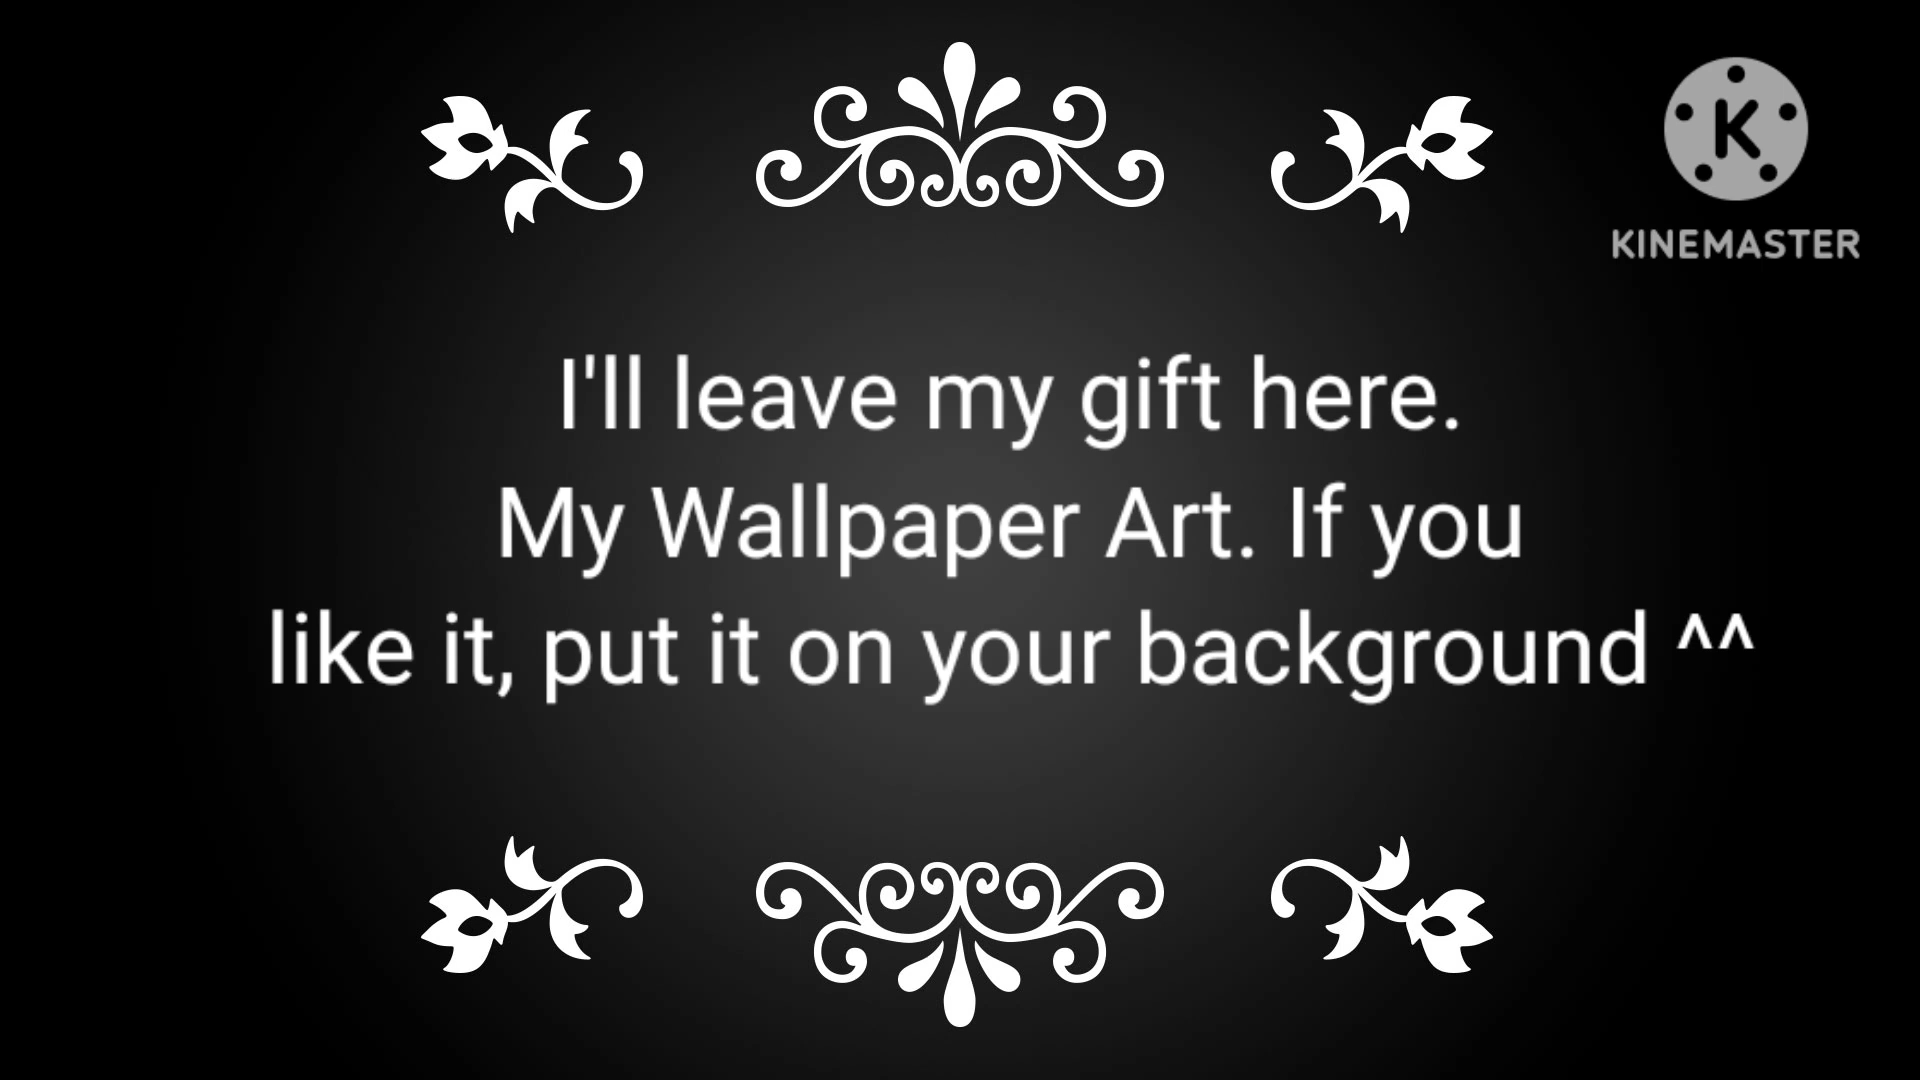 K
KINEMASTER
I'll leave my gift here.
My Wallpaper Art. If you
like it, put it on your background ^^